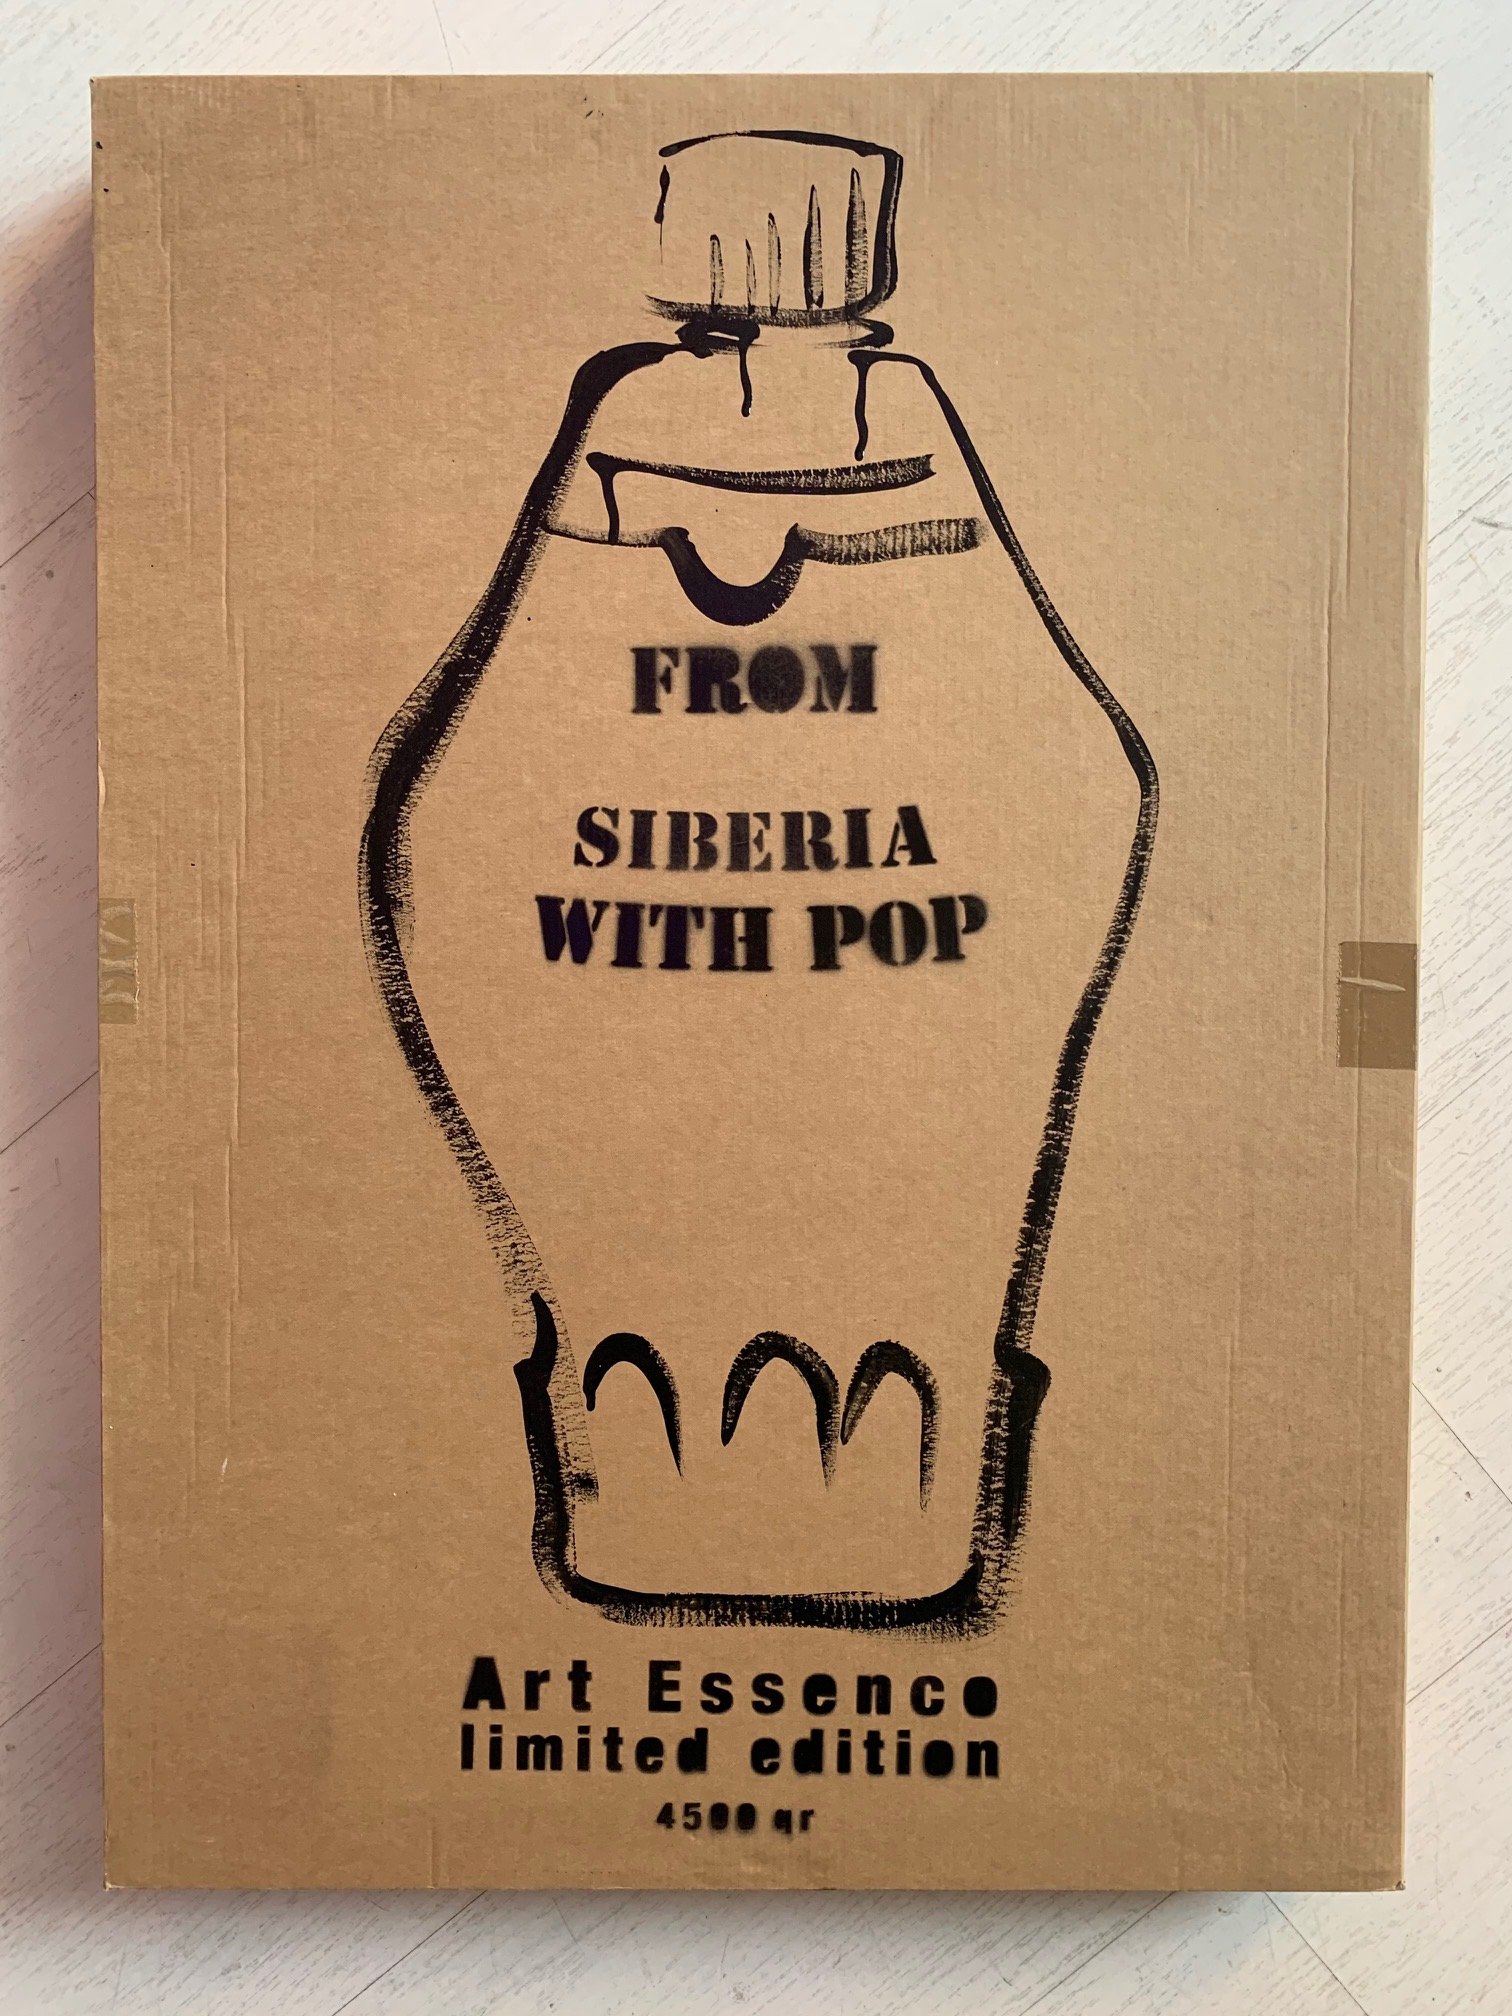 FROM
SIBERIA
WITH POP
Art Essence
limited edition
4500 gr